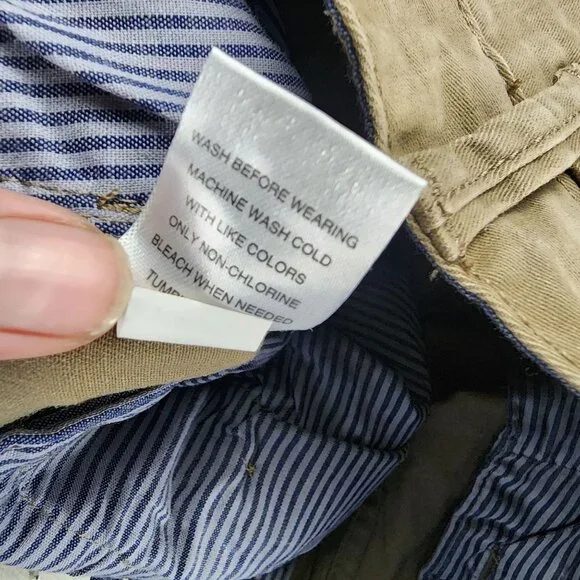 WASH BEFORE WEARING
MACHINE WASH COLD
WITH LIKE COLORS
ONLY NON-CHLORINE
BLEACH WHEN NEEDED